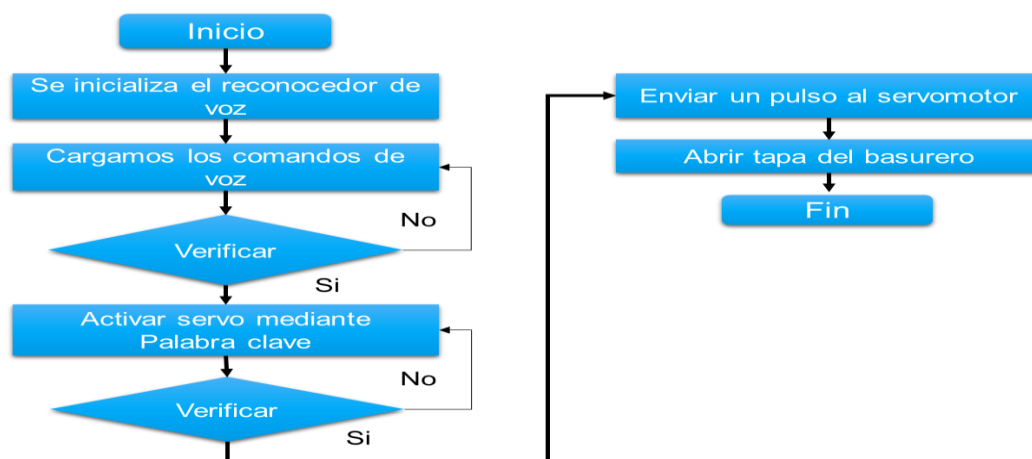 Inicio
Se inicializa el reconocedor de
voz
Cargamos los comandos de
voz
No
Verificar
Si
Activar servo mediante
Palabra clave
No
Verificar
Si
Enviar un pulso al servomotor
Abrir tapa del basurero
Fin